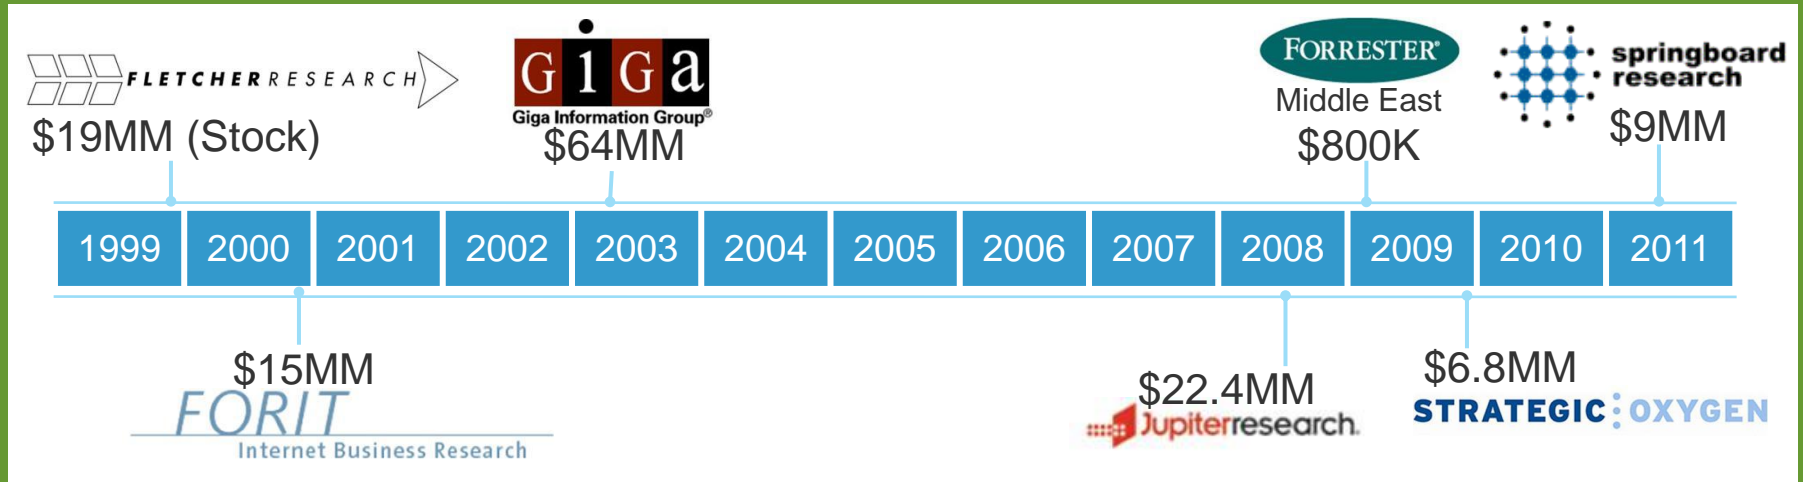 FLETCHER RESEARCH
$19MM (Stock)
GiGa
Giga Information Group®
$64MM
FORRESTER®
Middle East
$800K
springboard
research
$9MM
1999 2000 2001 2002 2003 2004 2005 2006 2007 2008 2009 2010 2011
$15MM
FORIT
Internet Business Research
$22.4MM
Jupiterresearch.
$6.8MM
STRATEGIC OXYGEN